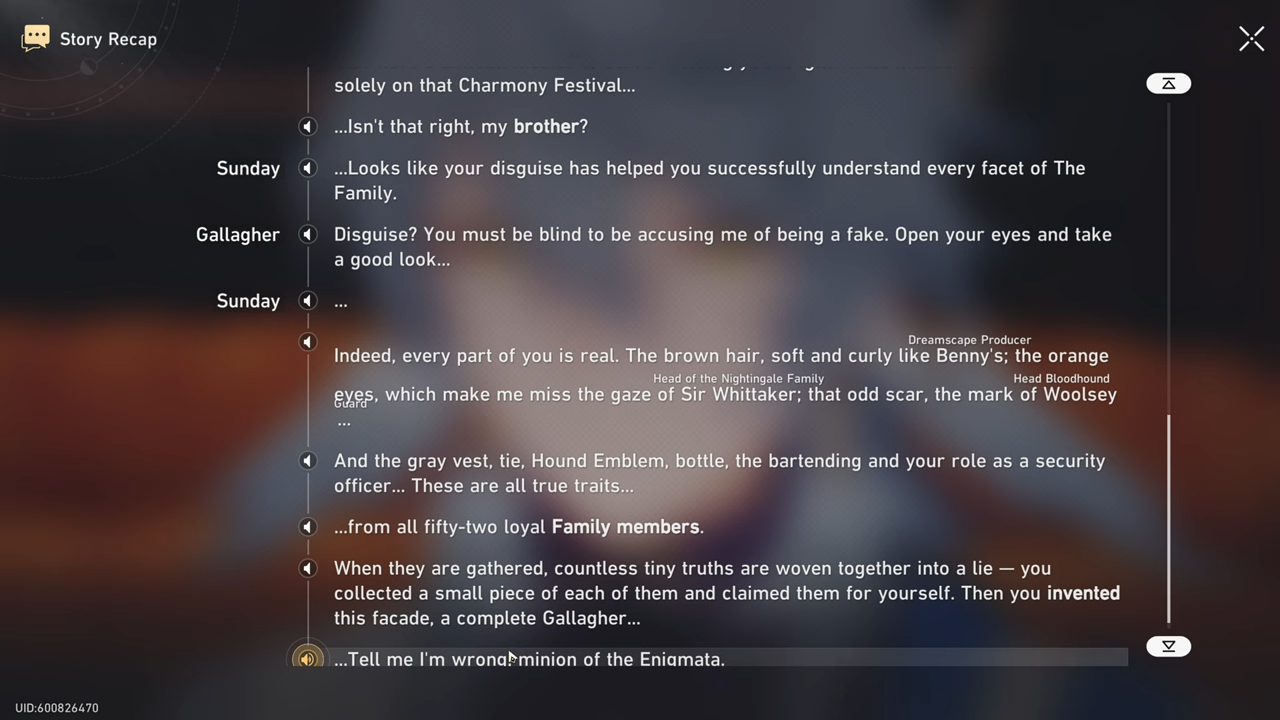 Story Recap
solely on that Charmony Festival...
...Isn't that right, my brother?
Sunday
...Looks like your disguise has helped you successfully understand every facet of The
Family.
Gallagher
Disguise? You must be blind to be accusing me of being a fake. Open your eyes and take
a good look...
Sunday
...
Dreamscape Producer
Indeed, every part of you is real. The brown hair, soft and curly like Benny's; the orange
Head of the Nightingale Family
Head Bloodhound
eyes, which make me miss the gaze of Sir Whittaker; that odd scar, the mark of Woolsey
Guard
...
And the gray vest, tie, Hound Emblem, bottle, the bartending and your role as a security
officer... These are all true traits...
...from all fifty-two loyal Family members.
When they are gathered, countless tiny truths are woven together into a lie — you
collected a small piece of each of them and claimed them for yourself. Then you invented
this facade, a complete Gallagher...
...Tell me I'm wrong, minion of the Enigmata.
UID:600826470